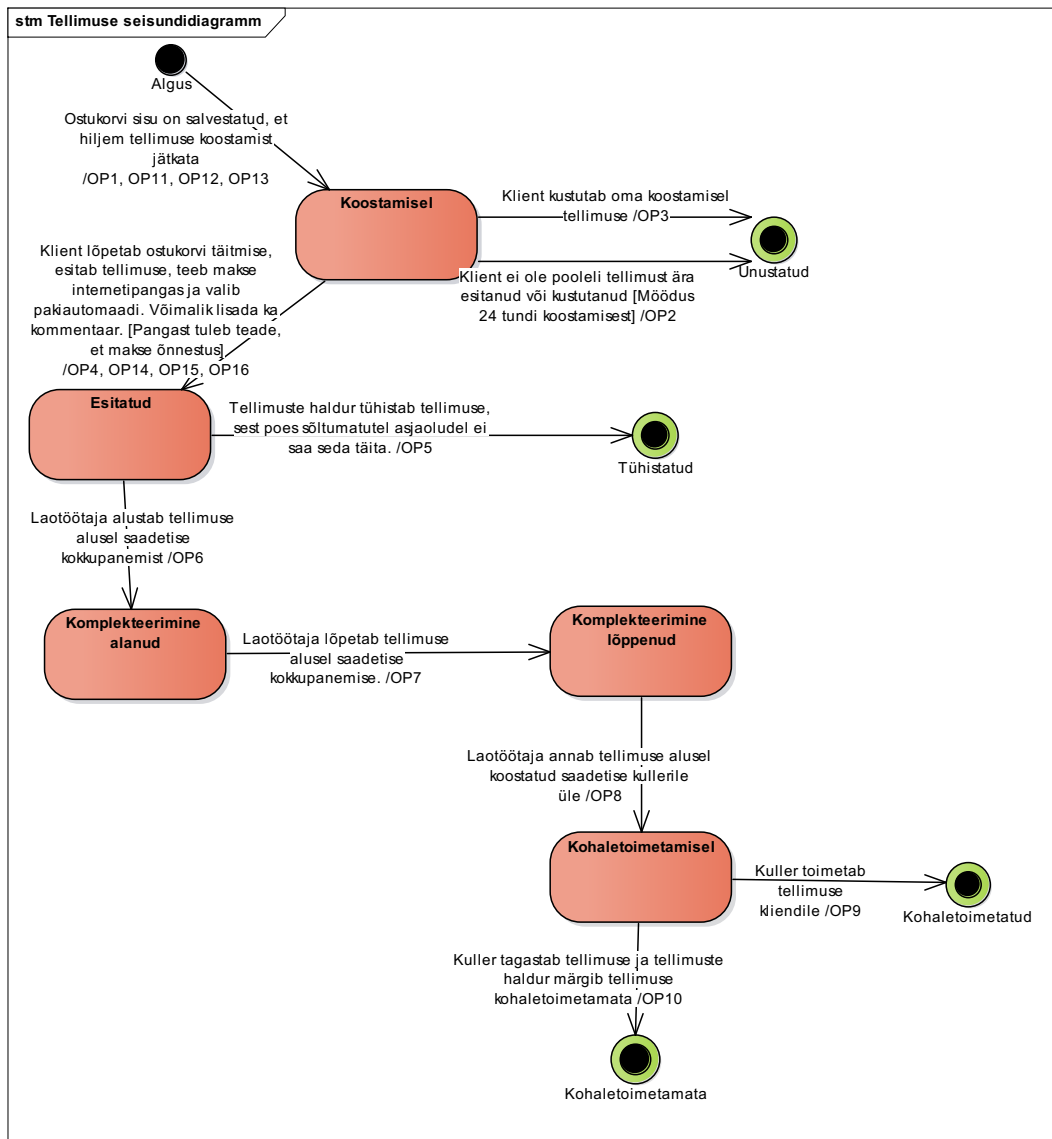 stm Tellimuse seisundidiagramm
Algus
Ostukorvi sisu on salvestatud, et
hiljem tellimuse koostamist
jätkata
/OP1, OP11, OP12, OP13
Koostamisel
Klient kustutab oma koostamisel
tellimuse /OP3
Unustatud
Klient ei ole pooleli tellimust ära
esitanud või kustutanud [Möödus
24 tundi koostamisest] /OP2
Klient lõpetab ostukorvi täitmise,
esitab tellimuse, teeb makse
internetipangas ja valib
pakiautomaadi. Võimalik lisada ka
kommentaar. [Pangast tuleb teade,
et makse õnnestus]
/OP4, OP14, OP15, OP16
Esitatud
Tellimuste haldur tühistab tellimuse,
sest poes sõltumatutel asjaoludel ei
saa seda täita. /OP5
Tühistatud
Laotöötaja alustab tellimuse
alusel saadetise
kokkupanemist /OP6
Komplekteerimine
alanud
Laotöötaja lõpetab tellimuse
alusel saadetise
kokkupanemise. /OP7
Komplekteerimine
lõppenud
Laotöötaja annab tellimuse alusel
koostatud saadetise kullerile
üle /OP8
Kohaletoimetamisel
Kuller toimetab
tellimuse
kliendile /OP9
Kohaletoimetatud
Kuller tagastab tellimuse ja tellimuste
haldur märgib tellimuse
kohaletoimetamata /OP10
Kohaletoimetamata